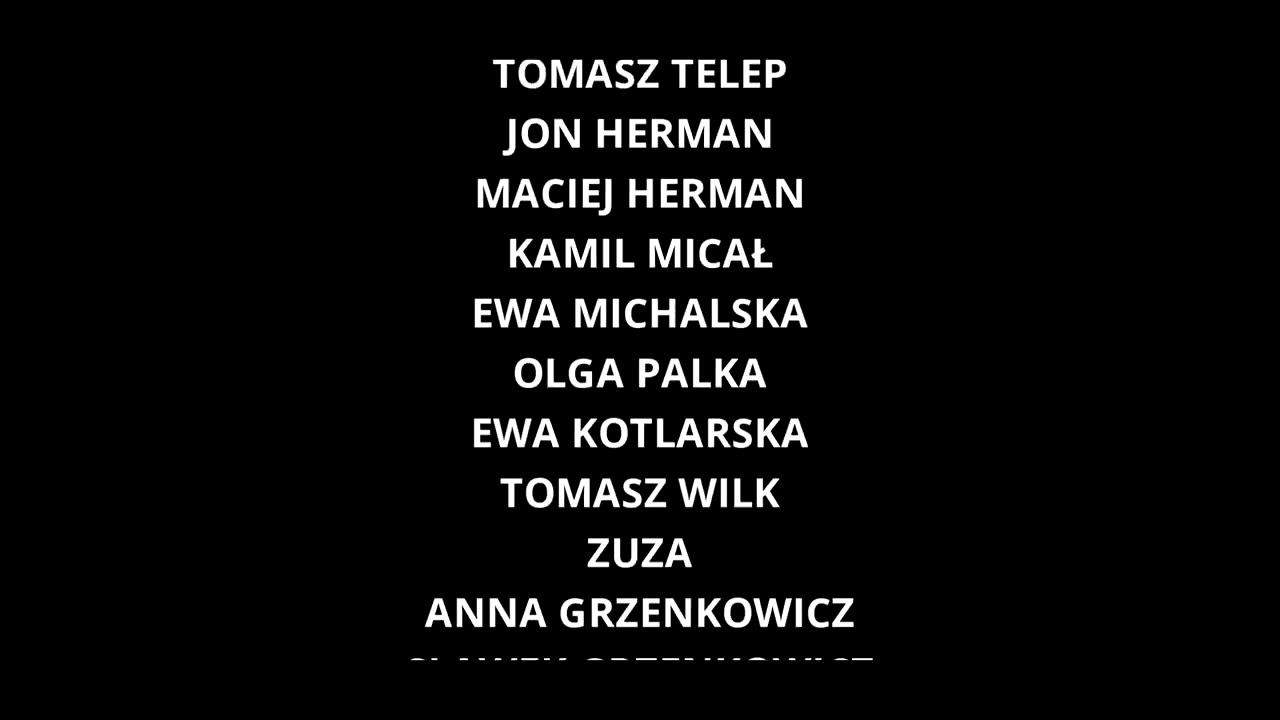 TOMASZ TELEP
JON HERMAN
MACIEJ HERMAN
KAMIL MICAŁ
EWA MICHALSKA
OLGA PALKA
EWA KOTLARSKA
TOMASZ WILK
ZUZA
ANNA GRZENKOWICZ